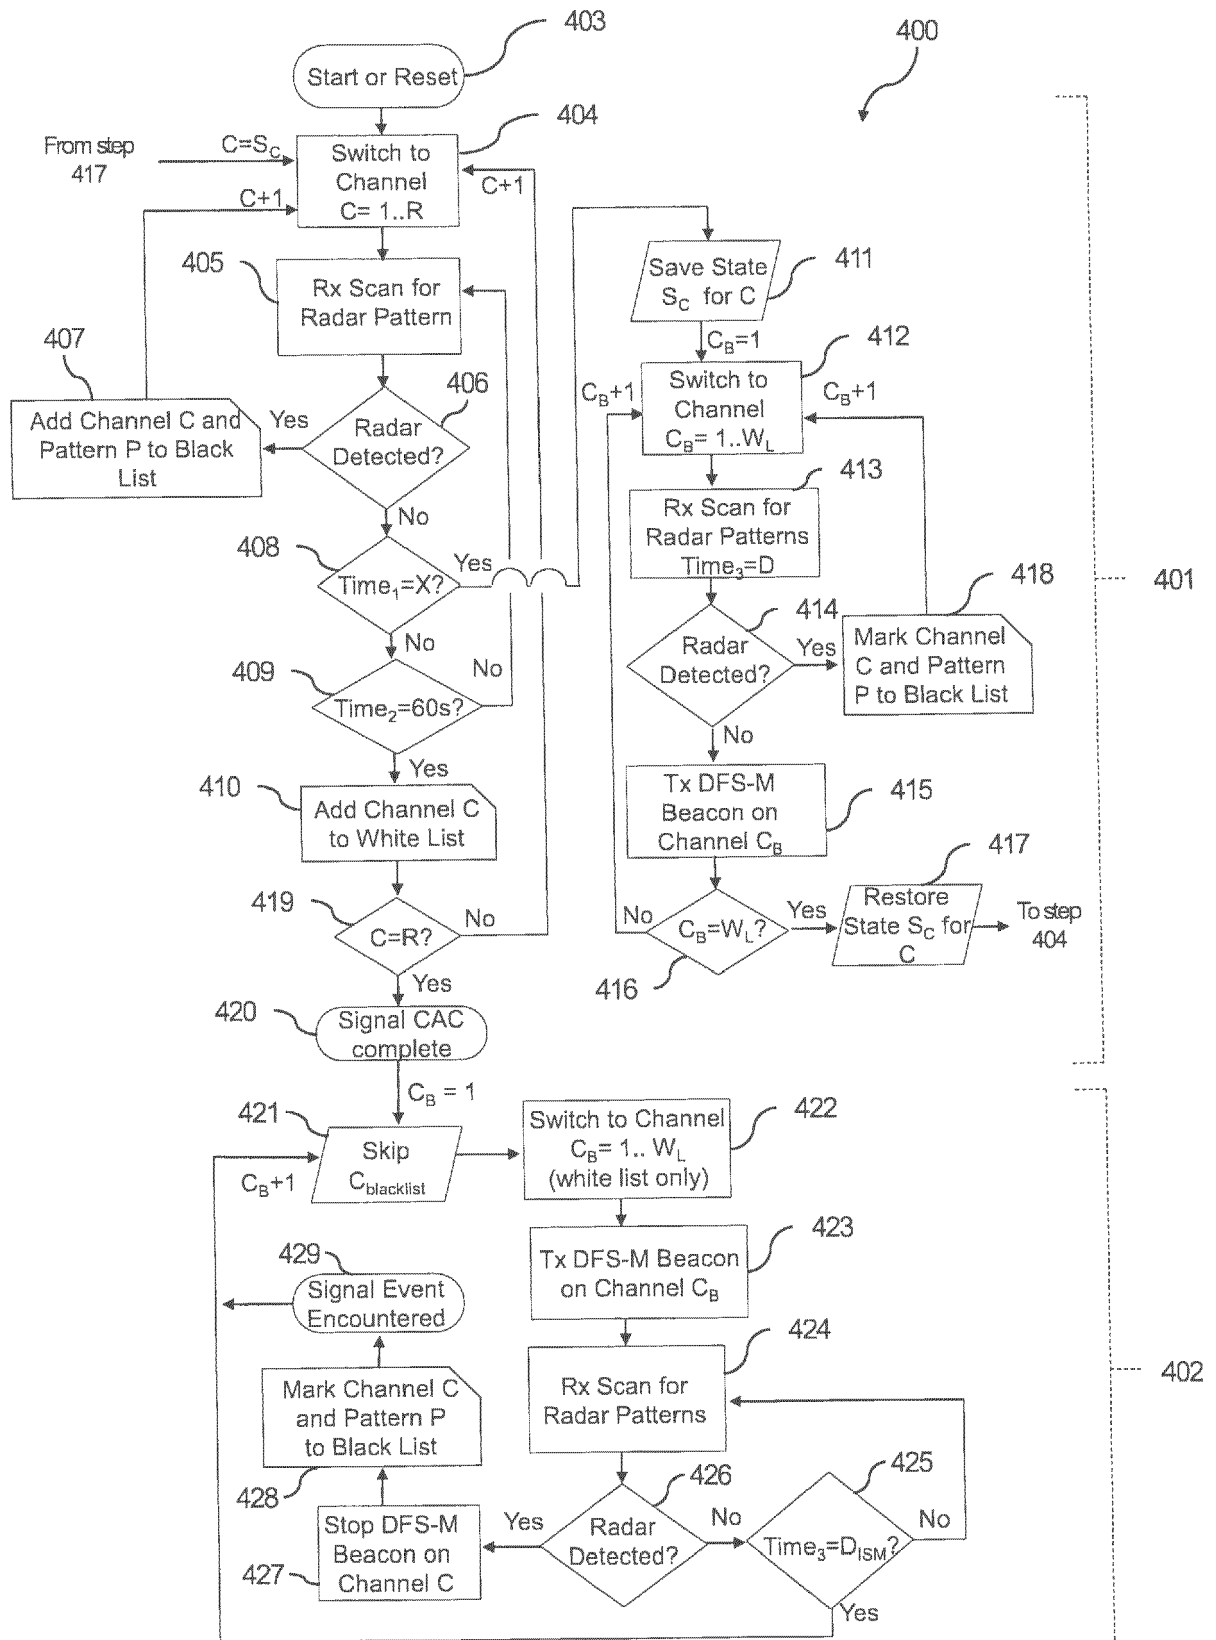 403
400
Start or Reset
404
From step
417
C=S_C
Switch to
Channel
C= 1..R
C+1
C+1
405
Rx Scan for
Radar Pattern
Save State
S_C for C
411
C_B=1
412
407
406
Add Channel C and
Pattern P to Black
List
Yes
Radar
Detected?
No
C_B+1
Switch to
Channel
C_B= 1..W_L
C_B+1
413
Rx Scan for
Radar Patterns
Time_3=D
408
Time_1=X?
Yes
No
414
418
401
Radar
Detected?
Yes
Mark Channel
C and Pattern
P to Black List
No
409
No
Time_2=60s?
Yes
410
Add Channel C
to White List
Tx DFS-M
Beacon on
Channel C_B
415
417
419
C=R?
No
Yes
No
C_B=W_L?
Yes
416
Restore
State S_C for
C
To step
404
420
Signal CAC
complete
C_B = 1
421
Skip
C_blacklist
C_B+1
Switch to Channel
C_B= 1.. W_L
(white list only)
422
423
Tx DFS-M Beacon
on Channel C_B
429
Signal Event
Encountered
424
Rx Scan for
Radar Patterns
402
Mark Channel C
and Pattern P
to Black List
428
426
425
Stop DFS-M
Beacon on
Channel C
427
Yes
Radar
Detected?
No
Time_3=D_ISM?
No
Yes